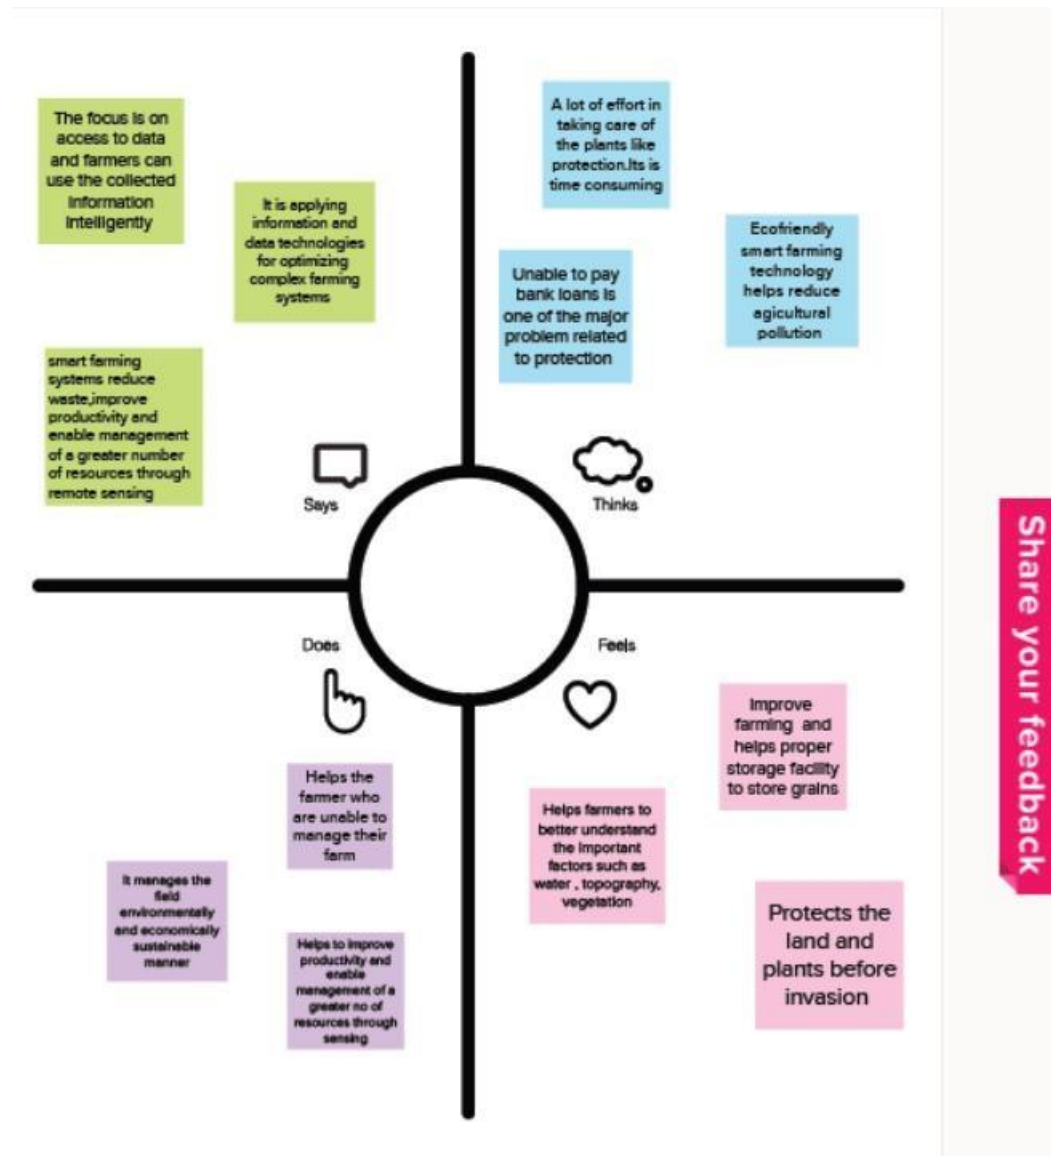 The focus is on
access to data
and farmers can
use the collected
information
intelligently
It is applying
information and
data technologies
for optimizing
complex farming
systems
smart farming
systems reduce
waste,improve
productivity and
enable management
of a greater number
of resources through
remote sensing
Says
A lot of effort in
taking care of
the plants like
protection.Its is
time consuming
Unable to pay
bank loans is
one of the major
problem related
to protection
Ecofriendly
smart farming
technology
helps reduce
agicultural
pollution
Thinks
Does
Helps the
farmer who
are unable to
manage their
farm
It manages the
field
environmentally
and economically
sustainable
manner
Helps to improve
productivity and
enable
management of a
greater no of
resources through
sensing
Feels
Improve
farming and
helps proper
storage facility
to store grains
Helps farmers to
better understand
the important
factors such as
water , topography,
vegetation
Protects the
land and
plants before
invasion
Share your feedback